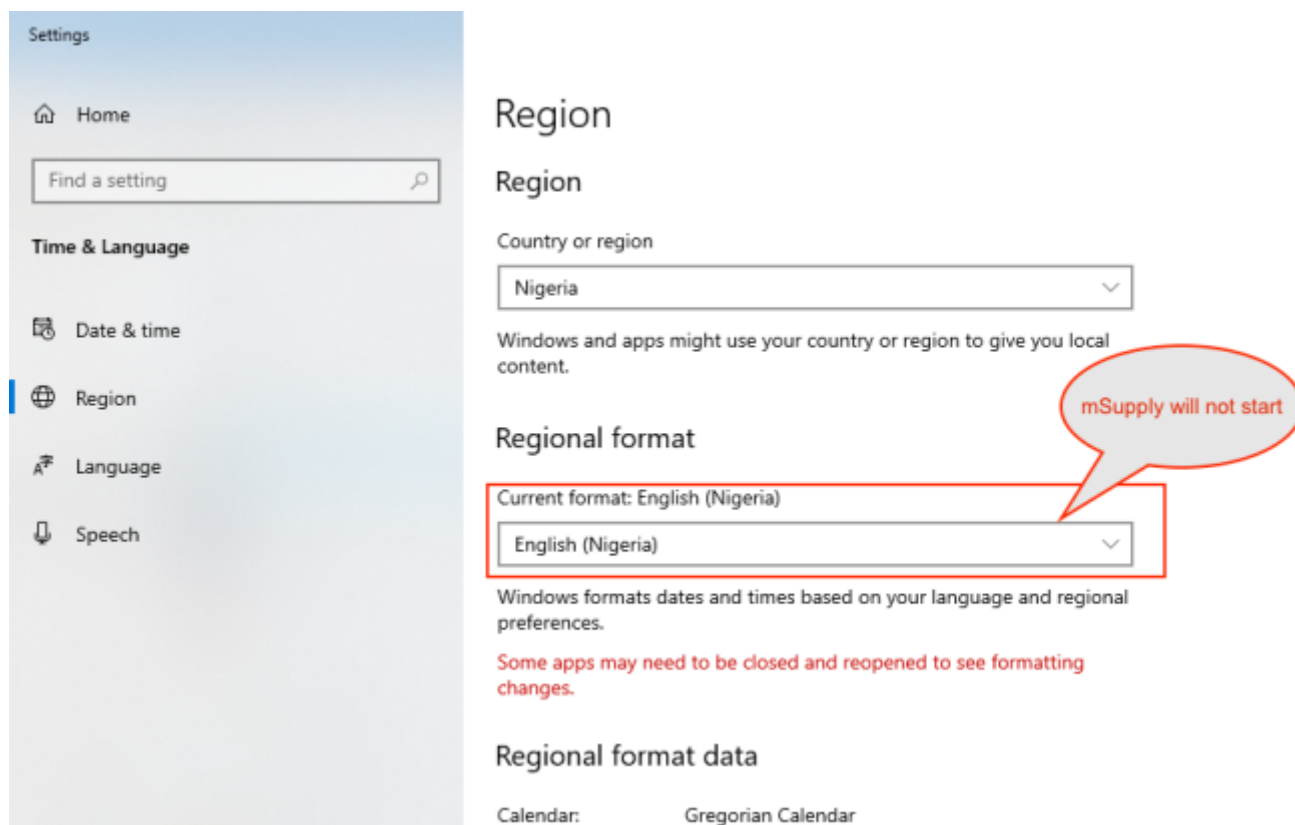 Settings
Home
Find a setting
Time & Language
Date & time
Region
Language
Speech
Region
Region
Country or region
Nigeria
Windows and apps might use your country or region to give you local
content.
mSupply will not start
Regional format
Current format: English (Nigeria)
English (Nigeria)
Windows formats dates and times based on your language and regional
preferences.
Some apps may need to be closed and reopened to see formatting
changes.
Regional format data
Calendar: Gregorian Calendar